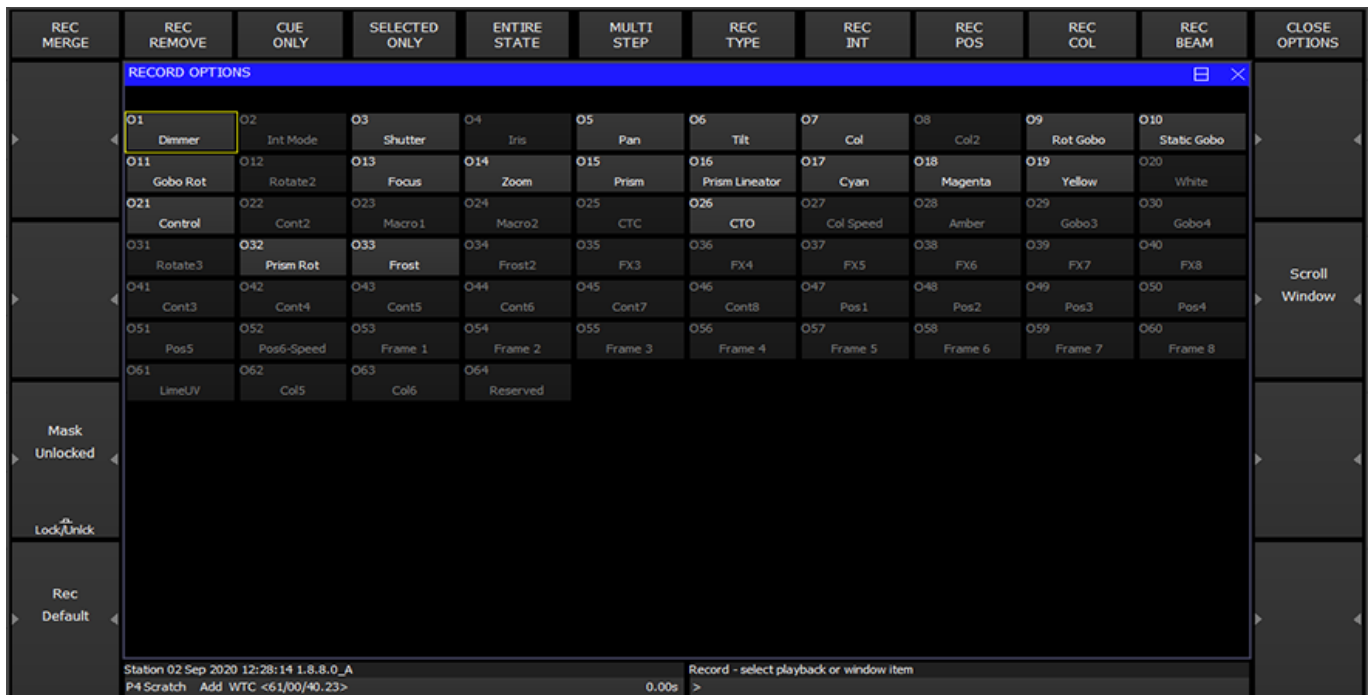 REC REC CUE SELECTED ENTIRE MULTI REC REC REC REC REC CLOSE
MERGE REMOVE ONLY ONLY STATE STEP TYPE INT POS COL BEAM OPTIONS
RECORD OPTIONS
O1 O2 O3 O4 O5 O6 O7 O8 O9 O10
Dimmer Int Mode Shutter Iris Pan Tilt Col Col2 Rot Gobo Static Gobo
O11 O12 O13 O14 O15 O16 O17 O18 O19 O20
Gobo Rot Rotate2 Focus Zoom Prism Prism Lineator Cyan Magenta Yellow White
O21 O22 O23 O24 O25 O26 O27 O28 O29 O30
Control Cont2 Macro1 Macro2 CTC CTO Col Speed Amber Gobo3 Gobo4
O31 O32 O33 O34 O35 O36 O37 O38 O39 O40
Rotate3 Prism Rot Frost Frost2 FX3 FX4 FX5 FX6 FX7 FX8
Scroll
O41 O42 O43 O44 O45 O46 O47 O48 O49 O50
Window
Cont3 Cont4 Cont5 Cont6 Cont7 Cont8 Pos1 Pos2 Pos3 Pos4
O51 O52 O53 O54 O55 O56 O57 O58 O59 O60
Pos5 Pos6-Speed Frame 1 Frame 2 Frame 3 Frame 4 Frame 5 Frame 6 Frame 7 Frame 8
O61 O62 O63 O64
LimeUV Col5 Col6 Reserved
Mask
Unlocked
Lock/Unlck
Rec
Default
Station 02 Sep 2020 12:28:14 1.8.8.0_A Record - select playback or window item
P4 Scratch Add WTC <61/00/40.23> 0.00s >